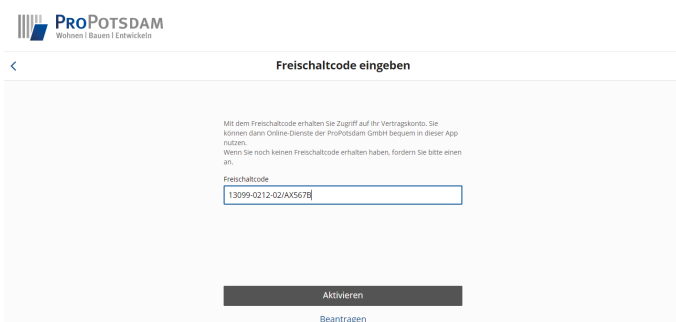 PROPOTSDAM
Wohnen | Bauen | Entwickeln
Freischaltcode eingeben
Mit dem Freischaltcode erhalten Sie Zugriff auf Ihr Vertragskonto. Sie
können dann Online-Dienste der ProPotsdam GmbH bequem in dieser App
nutzen.
Wenn Sie noch keinen Freischaltcode erhalten haben, fordern Sie bitte einen
an.
Freischaltcode
13099-0212-02/AX567B
Aktivieren
Beantragen